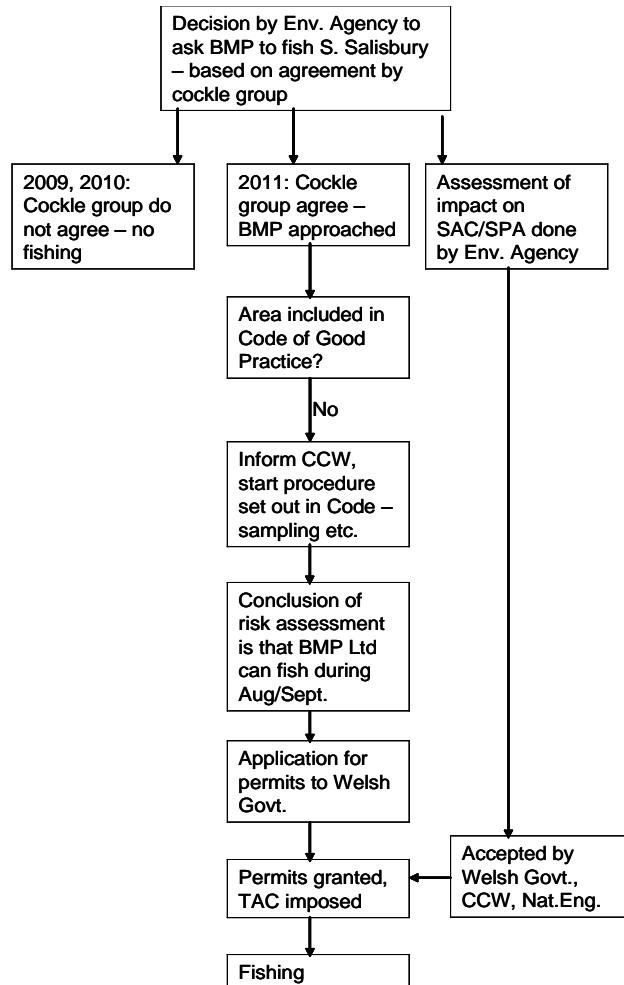 Decision by Env. Agency to
ask BMP to fish S. Salisbury
– based on agreement by
cockle group
2009, 2010:
Cockle group do
not agree – no
fishing
2011: Cockle
group agree –
BMP approached
Assessment of
impact on
SAC/SPA done
by Env. Agency
Area included in
Code of Good
Practice?
No
Inform CCW,
start procedure
set out in Code –
sampling etc.
Conclusion of
risk assessment
is that BMP Ltd
can fish during
Aug/Sept.
Application for
permits to Welsh
Govt.
Permits granted,
TAC imposed
Accepted by
Welsh Govt.,
CCW, Nat.Eng.
Fishing